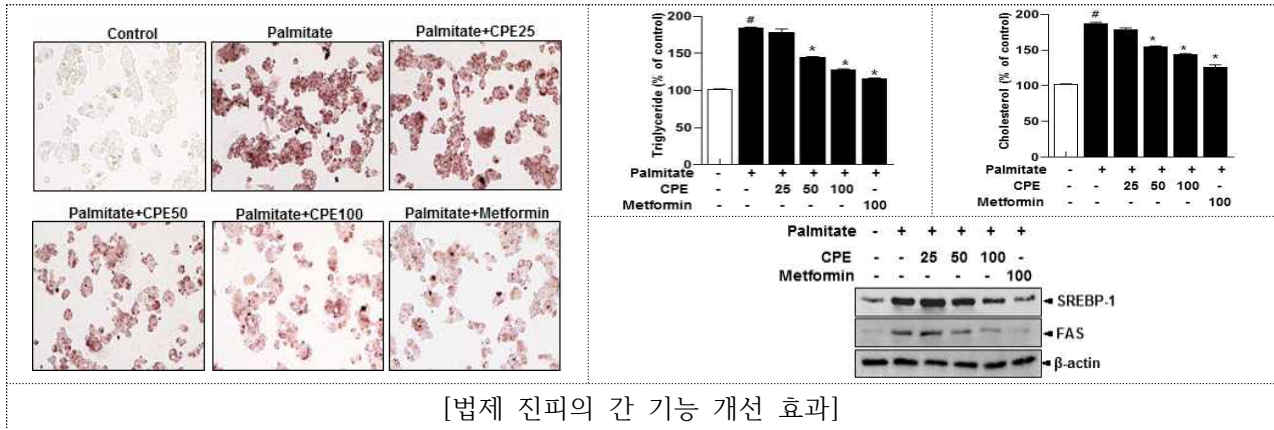 Control Palmitate Palmitate+CPE25
Palmitate+CPE50 Palmitate+CPE100 Palmitate+Metformin
Triglyceride (% of control)
200
150
100
50
0
# * * *
Palmitate - + + + + +
CPE - - 25 50 100 -
Metformin - - - - - 100
Cholesterol (% of control)
200
150
100
50
0
# * * *
Palmitate - + + + + +
CPE - - 25 50 100 -
Metformin - - - - - 100
Palmitate - + + + + +
CPE - - 25 50 100 -
Metformin - - - - - 100
SREBP-1
FAS
β-actin
[법제 진피의 간 기능 개선 효과]